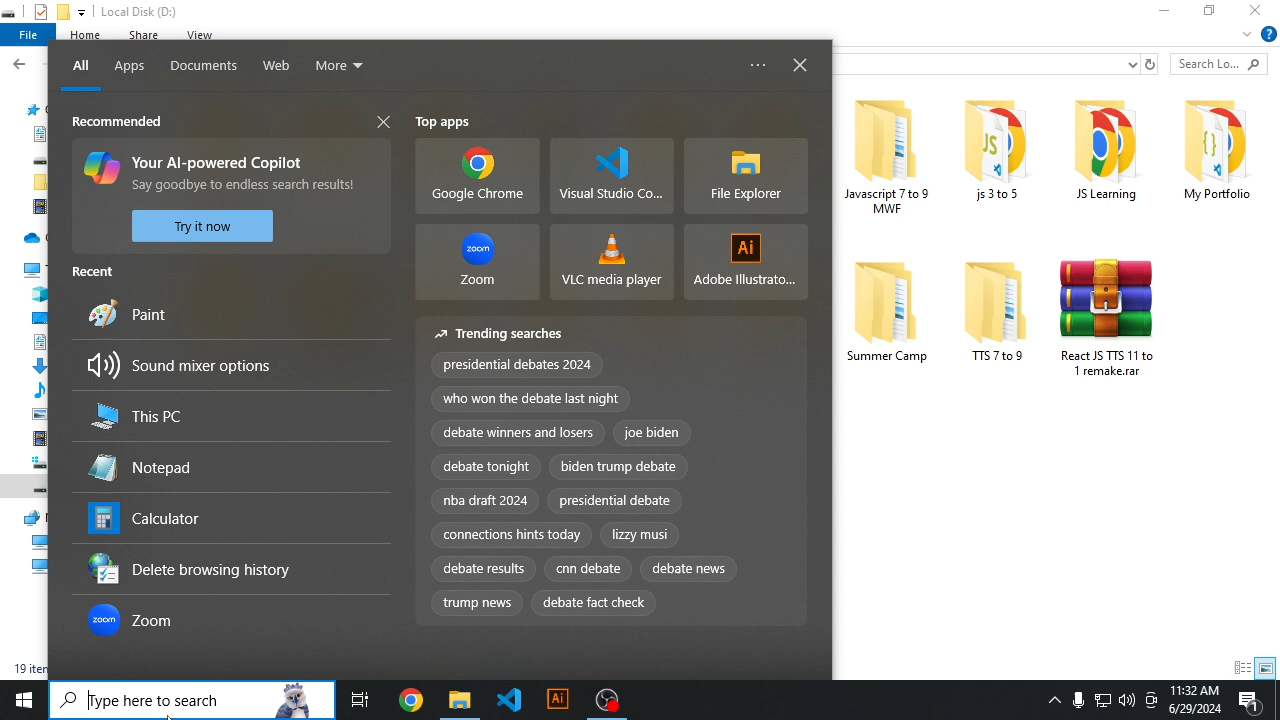 Local Disk (D:)
File Home Share View
Search Lo...
All Apps Documents Web More
Recommended
Your AI-powered Copilot
Say goodbye to endless search results!
Try it now
Recent
Paint
Sound mixer options
This PC
Notepad
Calculator
Delete browsing history
Zoom
Top apps
Google Chrome
Visual Studio Co...
File Explorer
zoom
Zoom
VLC media player
Ai
Adobe Illustrato...
Trending searches
presidential debates 2024
who won the debate last night
debate winners and losers
joe biden
debate tonight
biden trump debate
nba draft 2024
presidential debate
connections hints today
lizzy musi
debate results
cnn debate
debate news
trump news
debate fact check
Javascript 7 to 9
MWF
js 3 to 5
JS Learning
My Portfolio
Summer Camp
TTS 7 to 9
React JS TTS 11 to
1 remake.rar
zoom
JS
19 iten
Type here to search
Ai
11:32 AM
6/29/2024
1